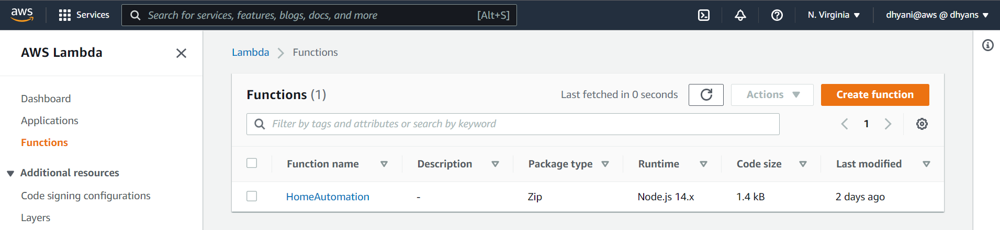 aws Services Search for services, features, blogs, docs, and more [Alt+S] N. Virginia dhyani@aws @ dhyans
AWS Lambda
Dashboard
Applications
Functions
Additional resources
Code signing configurations
Layers
Lambda Functions
Functions (1) Last fetched in 0 seconds Actions Create function
Filter by tags and attributes or search by keyword 1
Function name Description Package type Runtime Code size Last modified
HomeAutomation - Zip Node.js 14.x 1.4 kB 2 days ago